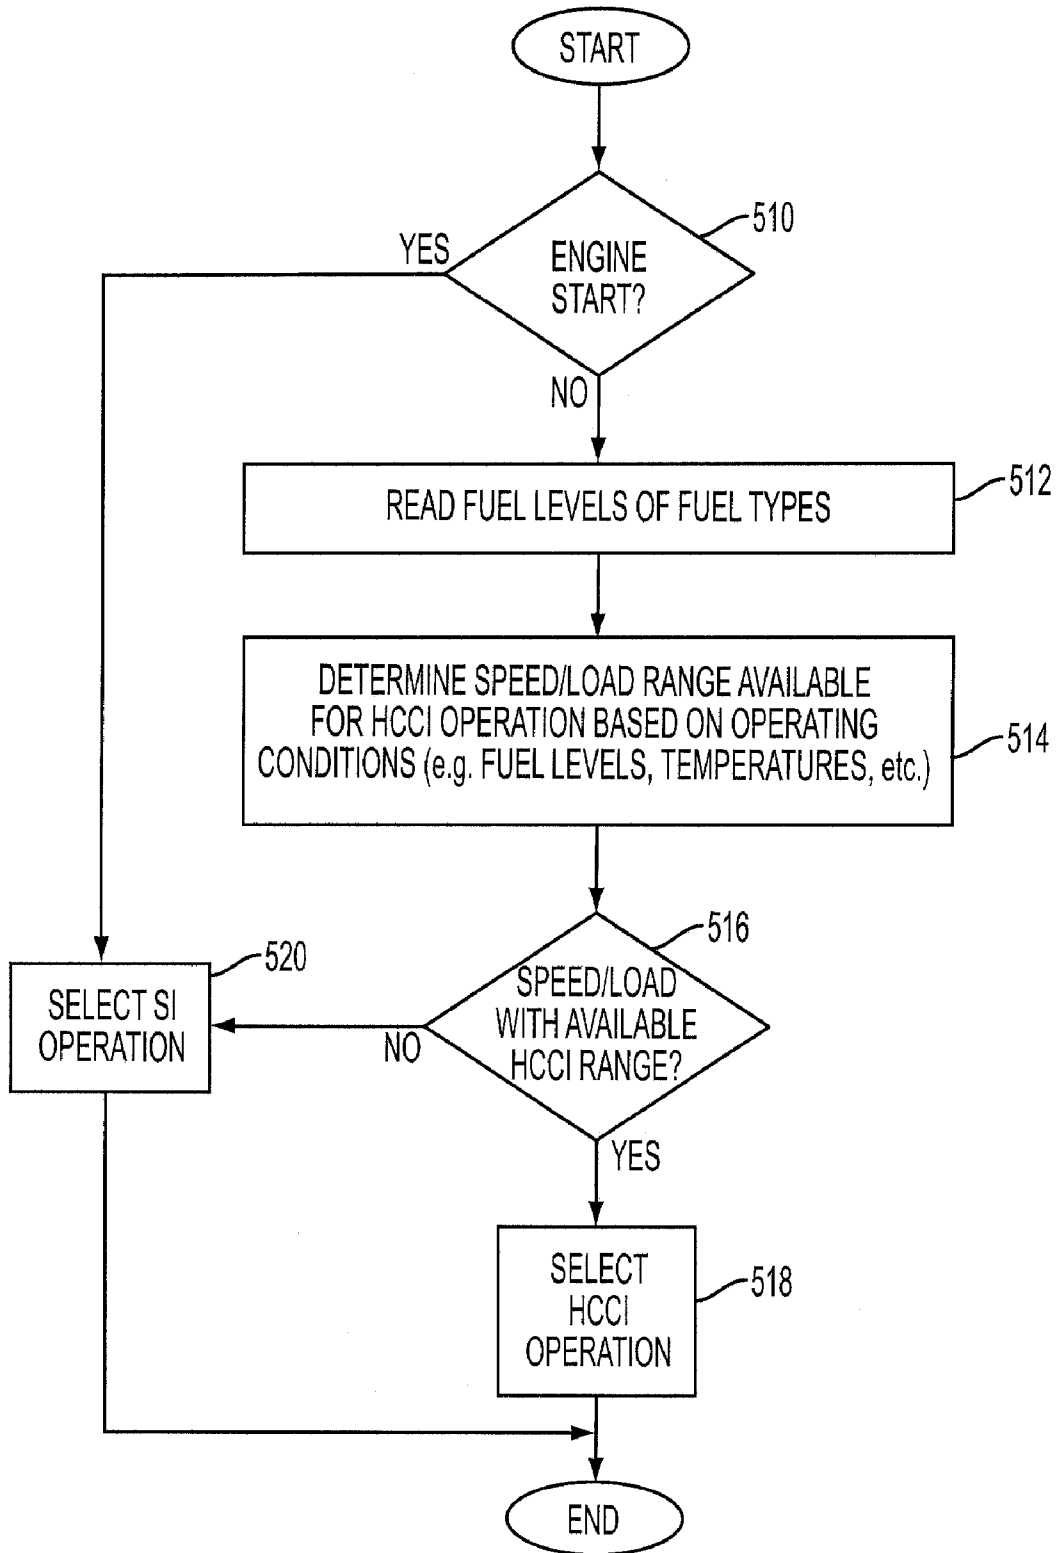 START
510
YES
ENGINE
START?
NO
512
READ FUEL LEVELS OF FUEL TYPES
DETERMINE SPEED/LOAD RANGE AVAILABLE
FOR HCCI OPERATION BASED ON OPERATING
CONDITIONS (e.g. FUEL LEVELS, TEMPERATURES, etc.)
514
516
520
SPEED/LOAD
WITH AVAILABLE
HCCI RANGE?
SELECT SI
OPERATION
NO
YES
SELECT
HCCI
OPERATION
518
END